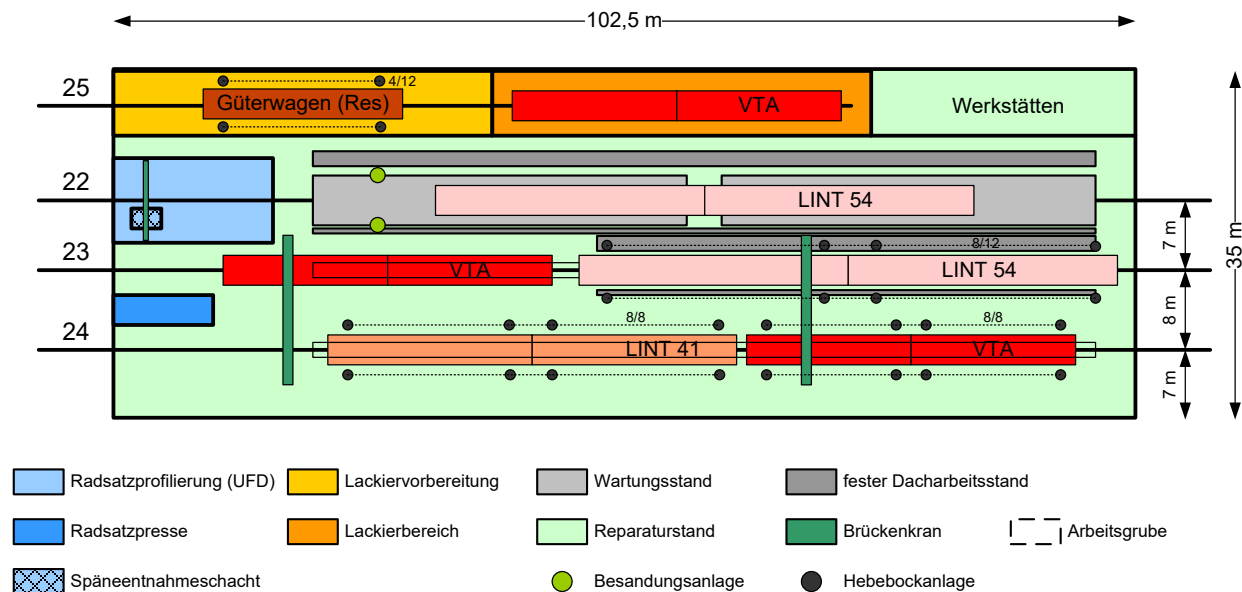 102,5 m
25
4/12
Güterwagen (Res)
VTA
Werkstätten
22
LINT 54
7 m
35 m
8/12
23
VTA
LINT 54
8 m
8/8
8/8
24
LINT 41
VTA
7 m
Radsatzprofilierung (UFD)
Lackiervorbereitung
Wartungsstand
fester Dacharbeitsstand
Radsatzpresse
Lackierbereich
Reparaturstand
Brückenkran
Arbeitsgrube
Späneentnahmeschacht
Besandungsanlage
Hebebockanlage